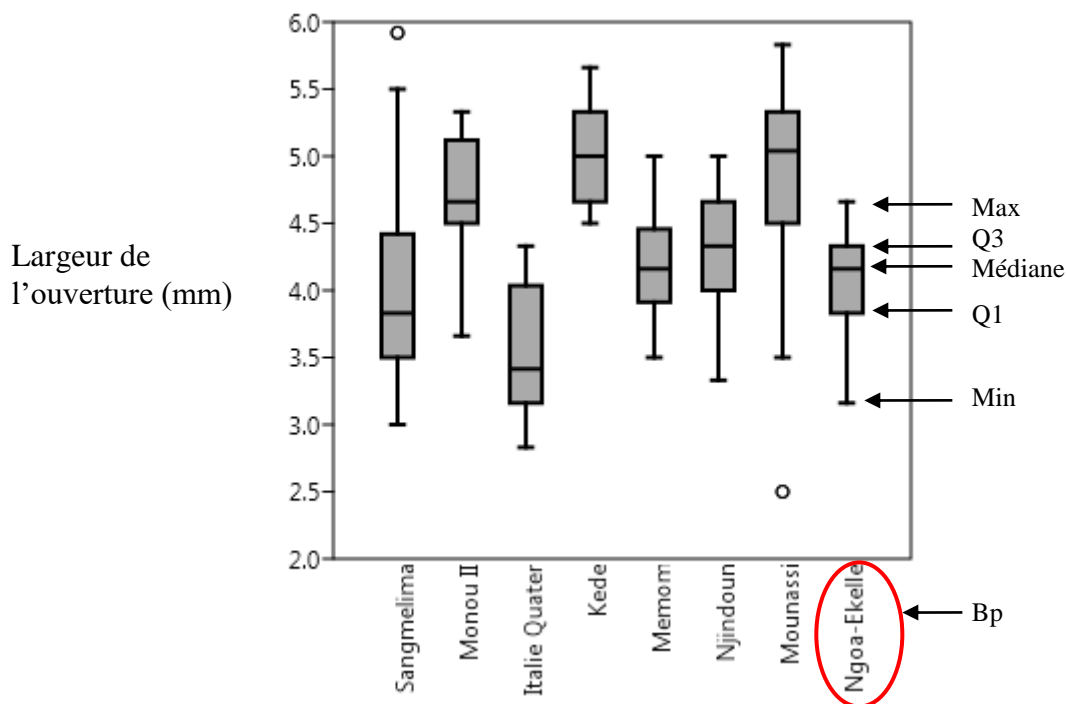 6.0
5.5
5.0
4.5
4.0
3.5
3.0
2.5
2.0
Largeur de
l’ouverture (mm)
Max
Q3
Médiane
Q1
Min
Bp
Sangmelima
Monou II
Italie Quater
Kede
Memom
Njindoun
Mounassi
Ngoa-Ekelle